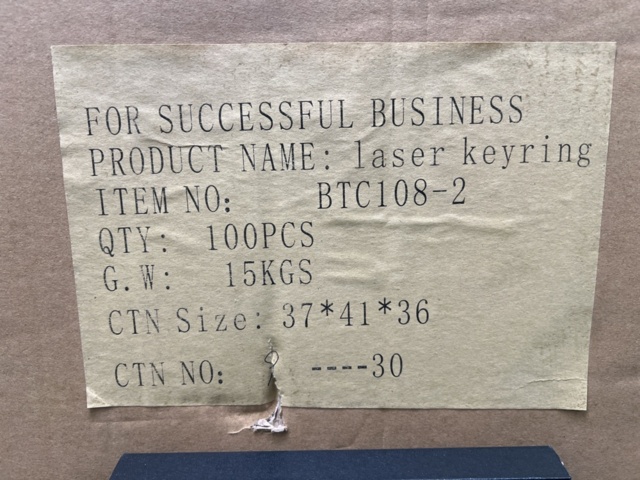 FOR SUCCESSFUL BUSINESS
PRODUCT NAME: laser keyring
ITEM NO: BTC108-2
QTY: 100PCS
G.W: 15KGS
CTN Size: 37*41*36
CTN NO: ----30